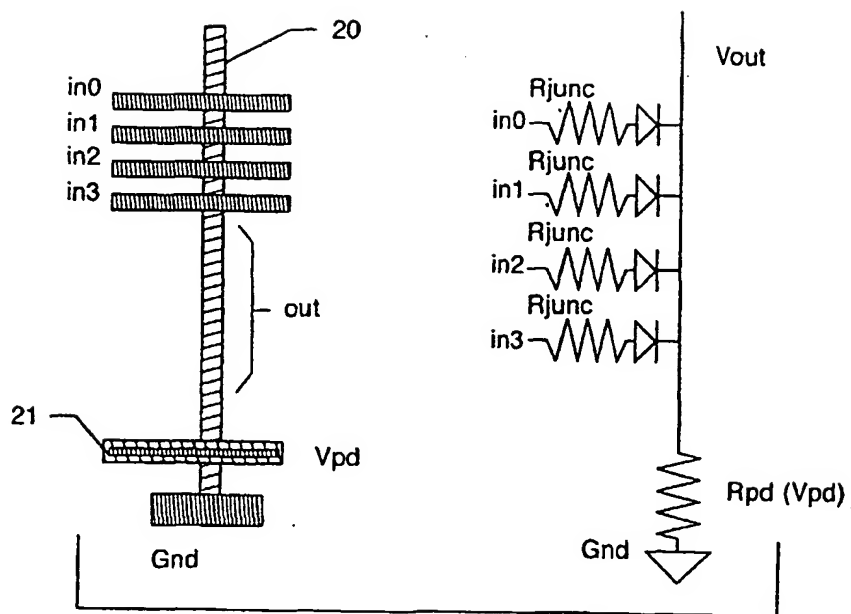 20
in0
in1
in2
in3
out
21
Vpd
Gnd
Vout
Rjunc
in0
Rjunc
in1
Rjunc
in2
Rjunc
in3
Rpd (Vpd)
Gnd